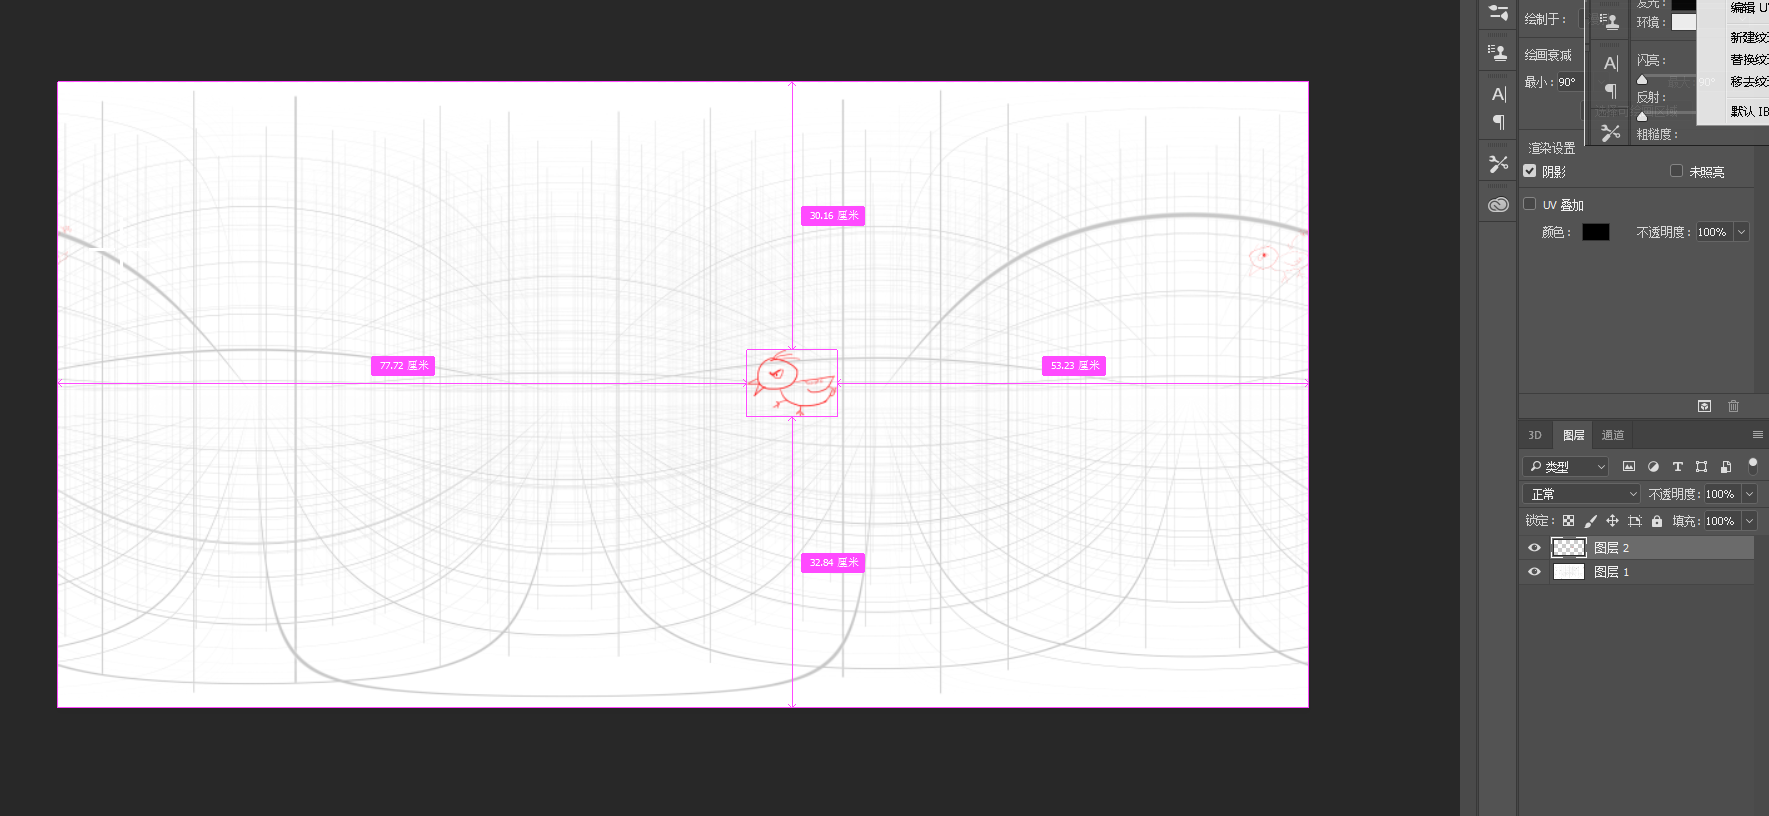 绘制于：
绘画衰减
最小：90°
渲染设置
阴影
未照亮
UV 叠加
颜色：
不透明度：100%
发光：
环境：
闪亮：
反射：
粗糙度：
编辑 U
新建纹
替换纹
移去纹
默认 IB
30.16 厘米
77.72 厘米
53.23 厘米
32.84 厘米
3D 图层 通道
类型
正常 不透明度：100%
锁定： 填充：100%
图层 2
图层 1